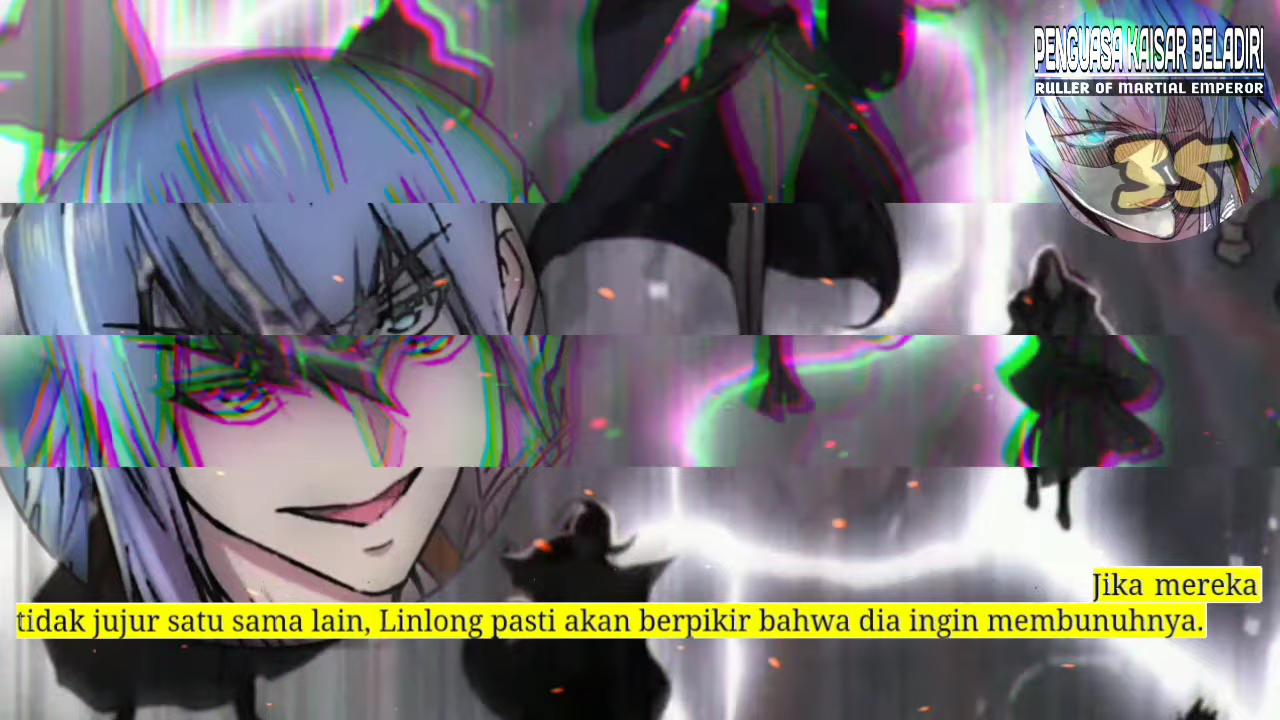 PENGUASA KAISAR BELADIRI
RULLER OF MARTIAL EMPEROR
35
Jika mereka
tidak jujur satu sama lain, Linlong pasti akan berpikir bahwa dia ingin membunuhnya.